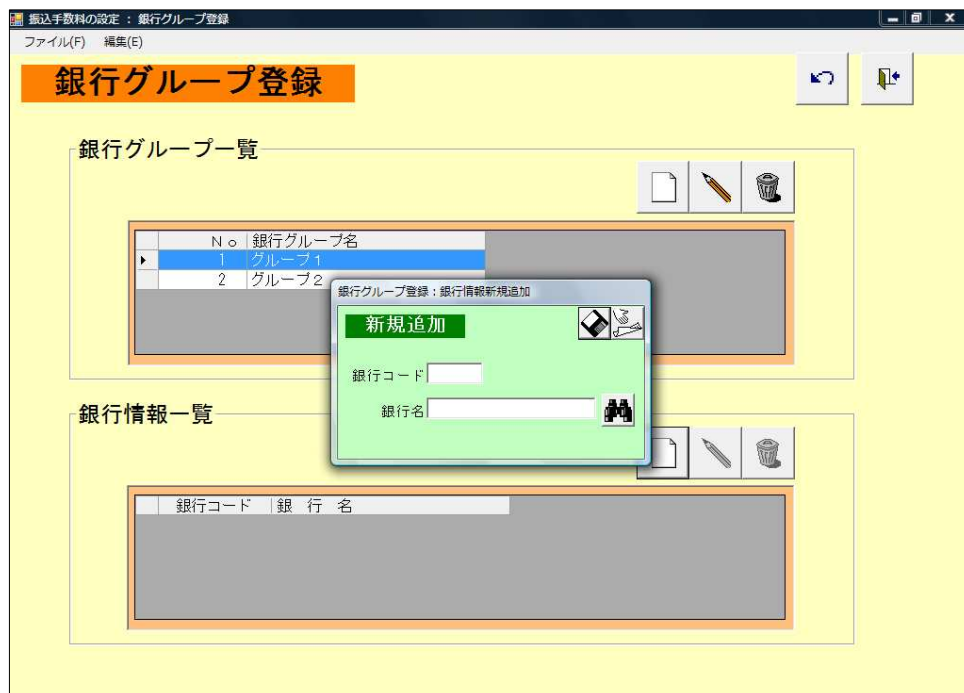 振込手数料の設定 : 銀行グループ登録
ファイル(F) 編集(E)
銀行グループ登録
銀行グループ一覧
No 銀行グループ名
1 グループ1
2 グループ2
銀行グループ登録：銀行情報新規追加
新規追加
銀行コード
銀行名
銀行情報一覧
銀行コード 銀 行 名